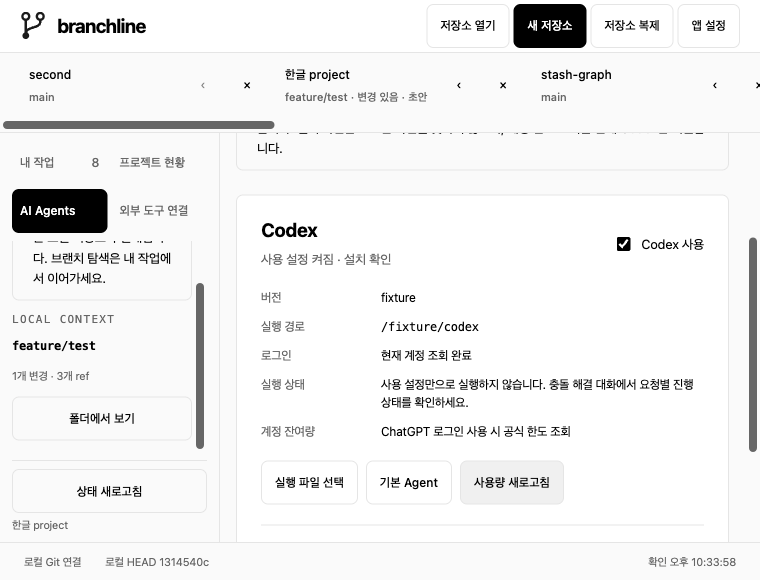 branchline
저장소 열기
새 저장소
저장소 복제
앱 설정
second
main
한글 project
feature/test · 변경 있음 · 초안
stash-graph
main
내 작업 8
프로젝트 현황
AI Agents
외부 도구 연결
다. 브랜치 탐색은 내 작업에
서 이어가세요.
LOCAL CONTEXT
feature/test
1개 변경 · 3개 ref
폴더에서 보기
상태 새로고침
한글 project
니다.
Codex
사용 설정 켜짐 · 설치 확인
Codex 사용
버전 fixture
실행 경로 /fixture/codex
로그인 현재 계정 조회 완료
실행 상태 사용 설정만으로 실행하지 않습니다. 충돌 해결 대화에서 요청별 진행
상태를 확인하세요.
계정 잔여량 ChatGPT 로그인 사용 시 공식 한도 조회
실행 파일 선택
기본 Agent
사용량 새로고침
로컬 Git 연결
로컬 HEAD 1314540c
확인 오후 10:33:58